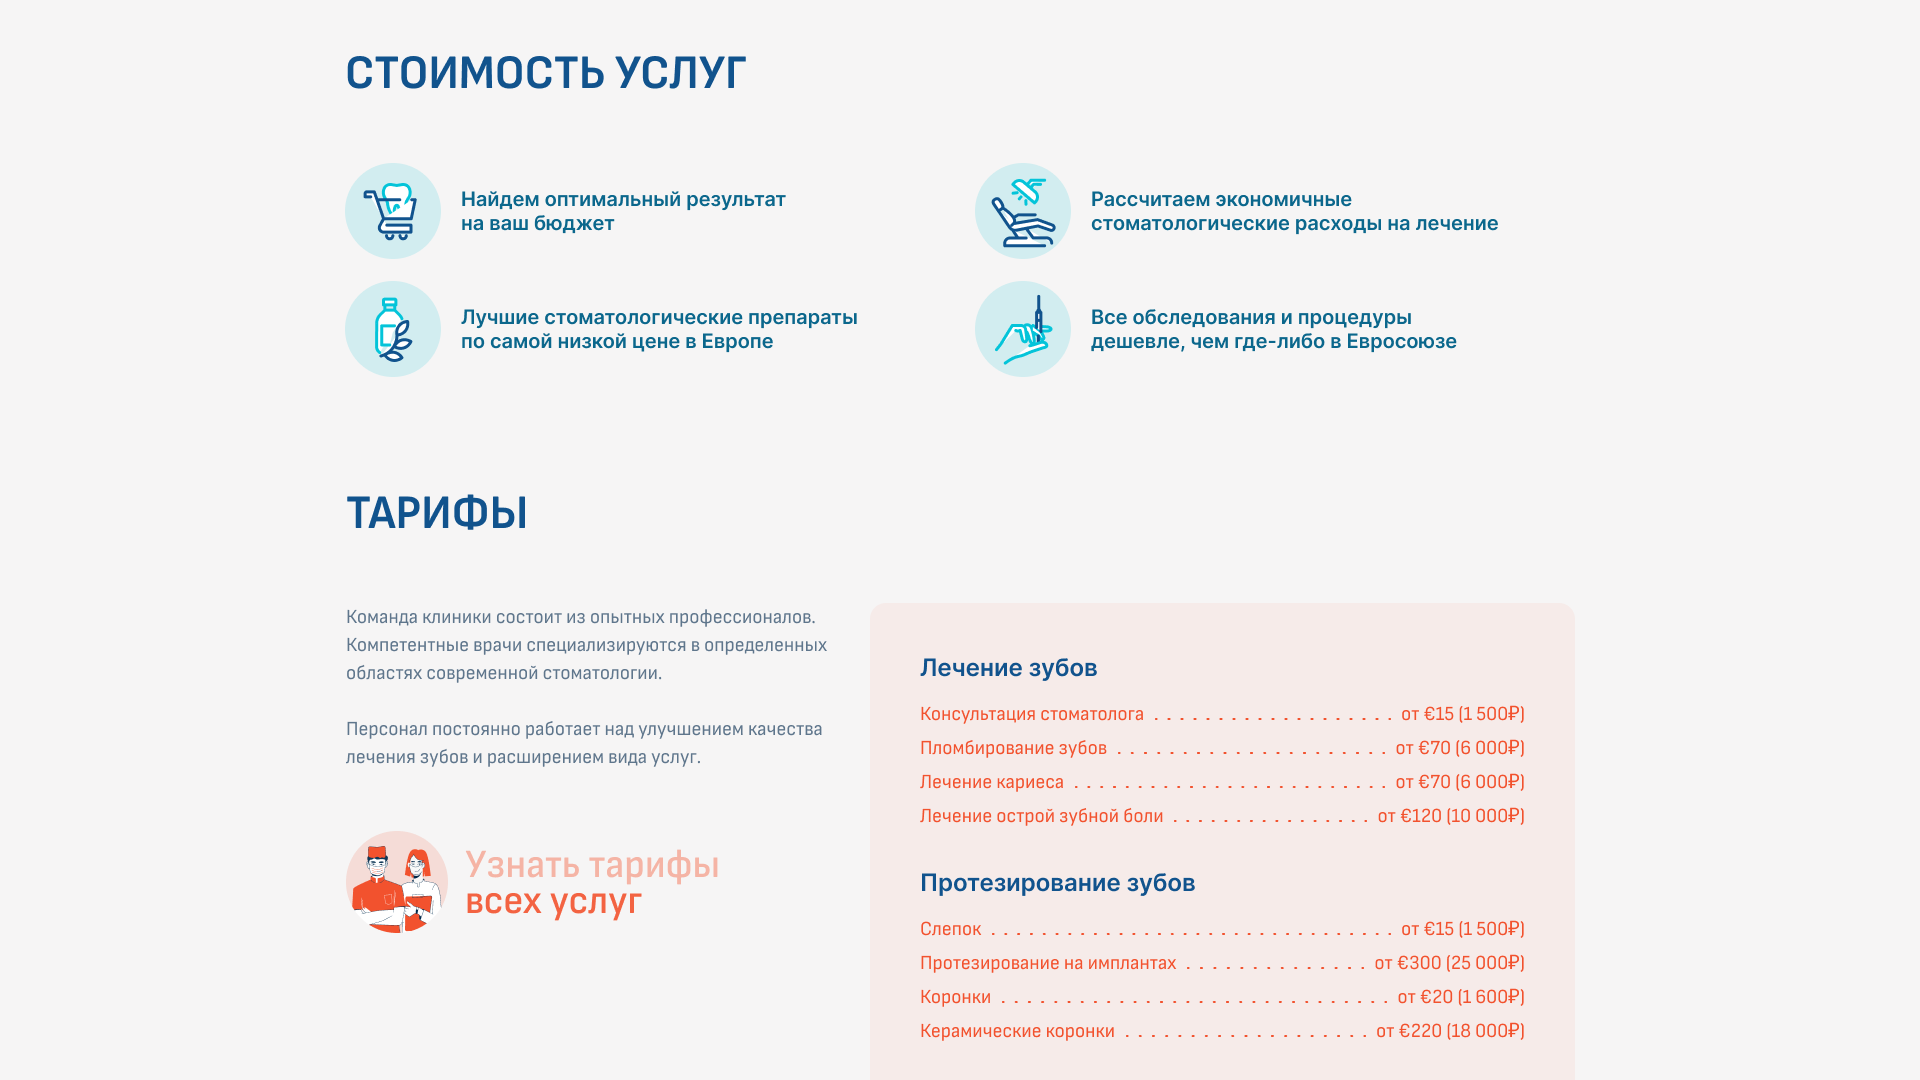 СТОИМОСТЬ УСЛУГ
Найдем оптимальный результат
на ваш бюджет
Рассчитаем экономичные
стоматологические расходы на лечение
Лучшие стоматологические препараты
по самой низкой цене в Европе
Все обследования и процедуры
дешевле, чем где-либо в Евросоюзе
ТАРИФЫ
Команда клиники состоит из опытных профессионалов.
Компетентные врачи специализируются в определенных
областях современной стоматологии.
Персонал постоянно работает над улучшением качества
лечения зубов и расширением вида услуг.
Узнать тарифы
всех услуг
Лечение зубов
Консультация стоматолога . . . . . . . . . . . . . . . . . . . от €15 (1 500₽)
Пломбирование зубов . . . . . . . . . . . . . . . . . . . . . . от €70 (6 000₽)
Лечение кариеса . . . . . . . . . . . . . . . . . . . . . . . . . от €70 (6 000₽)
Лечение острой зубной боли . . . . . . . . . . . . . . . . от €120 (10 000₽)
Протезирование зубов
Слепок . . . . . . . . . . . . . . . . . . . . . . . . . . . . . . . . от €15 (1 500₽)
Протезирование на имплантах . . . . . . . . . . . . . . . от €300 (25 000₽)
Коронки . . . . . . . . . . . . . . . . . . . . . . . . . . . . . . . от €20 (1 600₽)
Керамические коронки . . . . . . . . . . . . . . . . . . . от €220 (18 000₽)